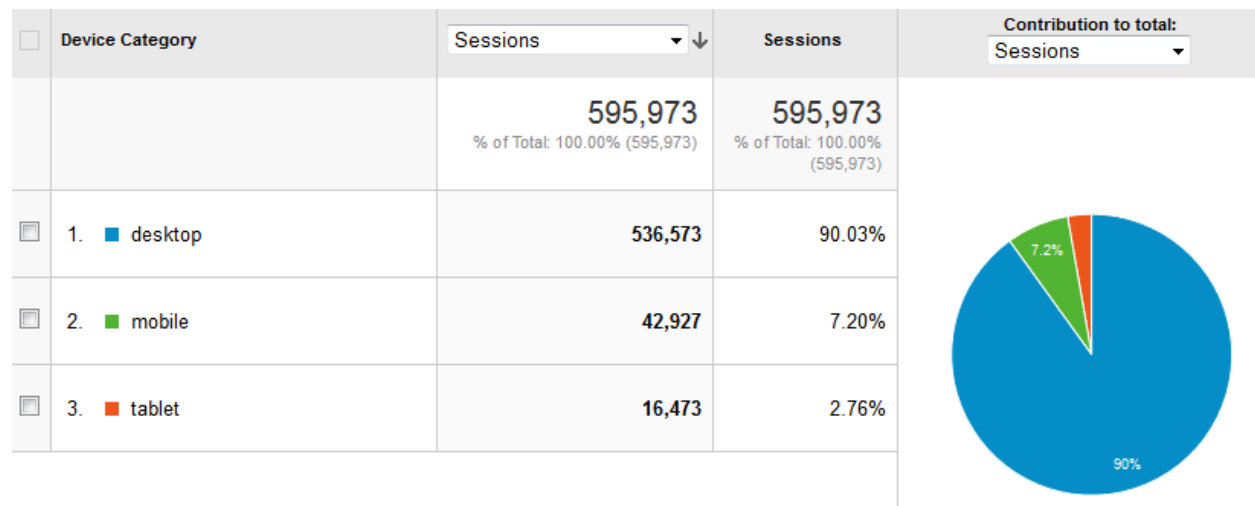 Device Category
Sessions
Sessions
Contribution to total:
Sessions
595,973
% of Total: 100.00% (595,973)
595,973
% of Total: 100.00%
(595,973)
1. desktop 536,573 90.03%
2. mobile 42,927 7.20%
3. tablet 16,473 2.76%
7.2%
90%